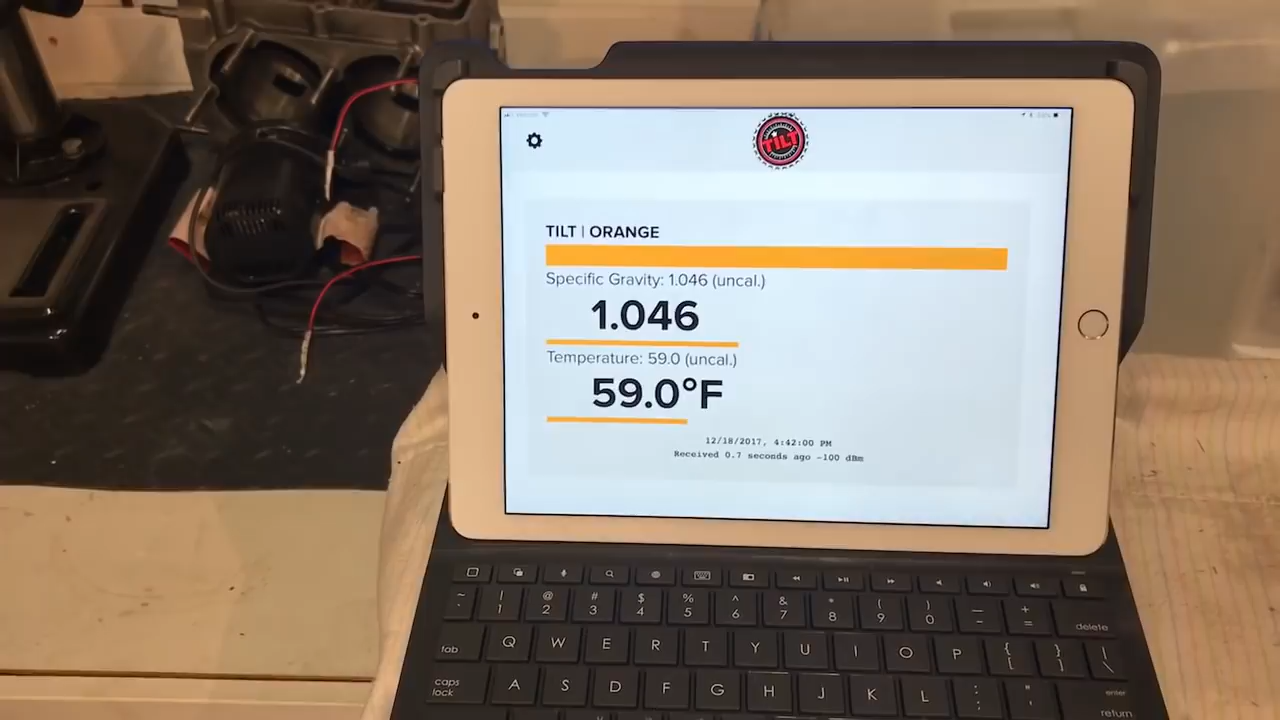 TILT
TILT | ORANGE
Specific Gravity: 1.046 (uncal.)
1.046
Temperature: 59.0 (uncal.)
59.0°F
12/18/2017, 4:42:00 PM
Received 0.7 seconds ago -100 dBm
~ ! @ # $ % ^ & * ( ) — +
` 1 2 3 4 5 6 7 8 9 0 - = delete
tab Q W E R T Y U I O P { [ } ] | \
caps lock A S D F G H J K L : ; " ' enter return